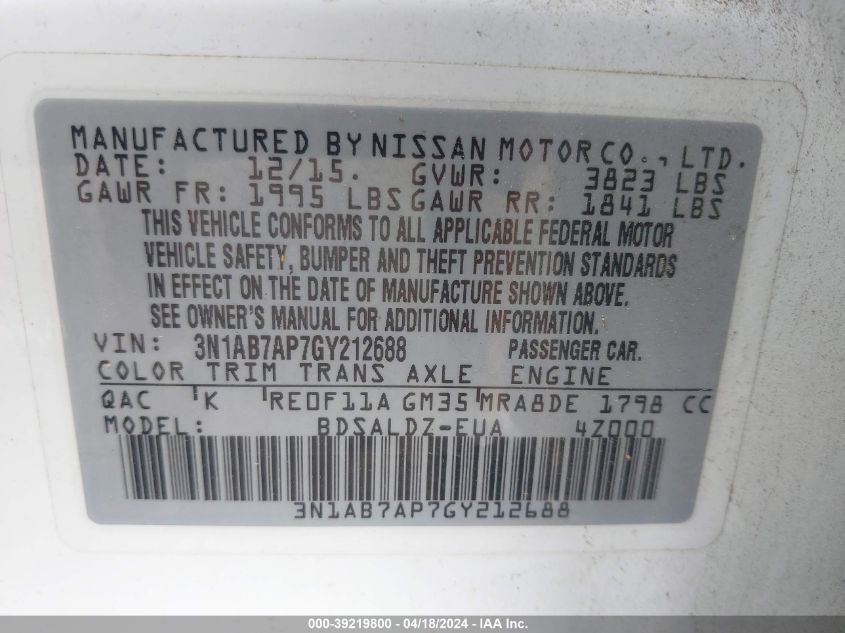 MANUFACTURED BY NISSAN MOTOR CO., LTD.
DATE: 12/15. GVWR: 3823 LBS
GAWR FR: 1995 LBS GAWR RR: 1841 LBS
THIS VEHICLE CONFORMS TO ALL APPLICABLE FEDERAL MOTOR
VEHICLE SAFETY, BUMPER AND THEFT PREVENTION STANDARDS
IN EFFECT ON THE DATE OF MANUFACTURE SHOWN ABOVE.
SEE OWNER'S MANUAL FOR ADDITIONAL INFORMATION.
VIN: 3N1AB7AP7GY212688 PASSENGER CAR.
COLOR TRIM TRANS AXLE ENGINE
QAC K RE0F11A GM35 MRA8DE 1798 CC
MODEL: BDSALDZ-EUA 4Z000
3N1AB7AP7GY212688
000-39219800 - 04/18/2024 - IAA Inc.